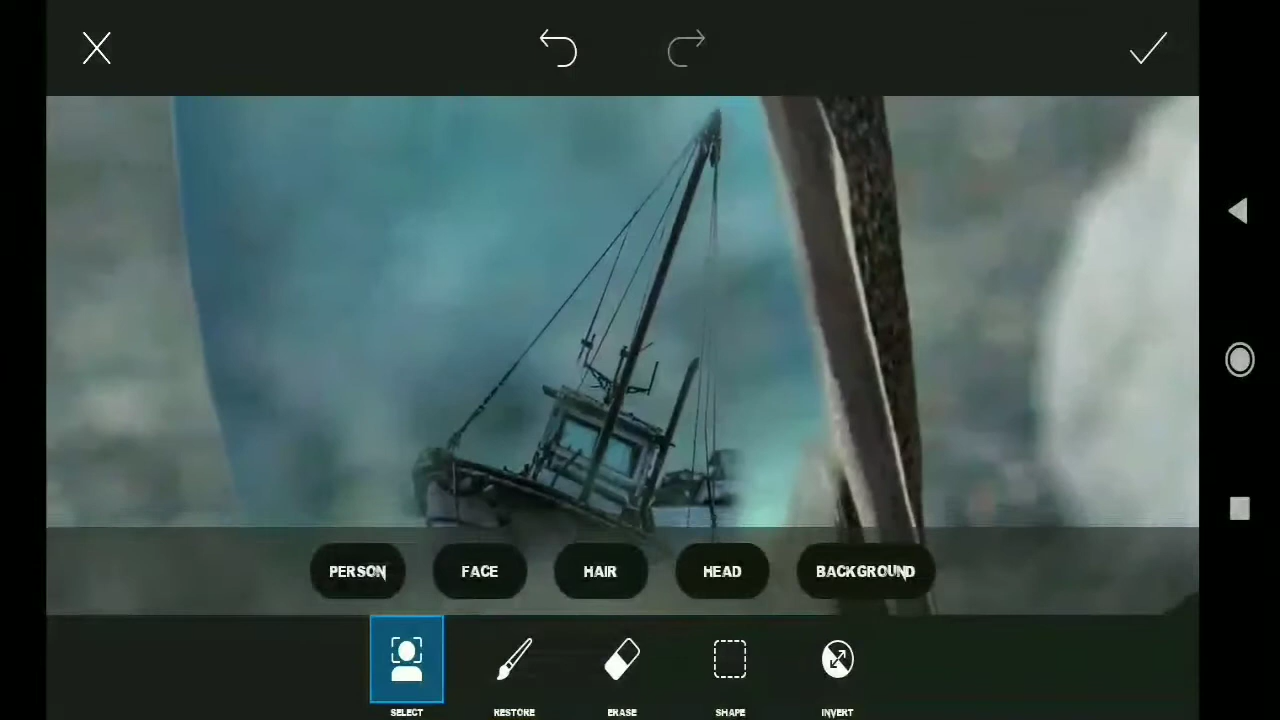 PERSON
FACE
HAIR
HEAD
BACKGROUND
SELECT
RESTORE
ERASE
SHAPE
INVERT